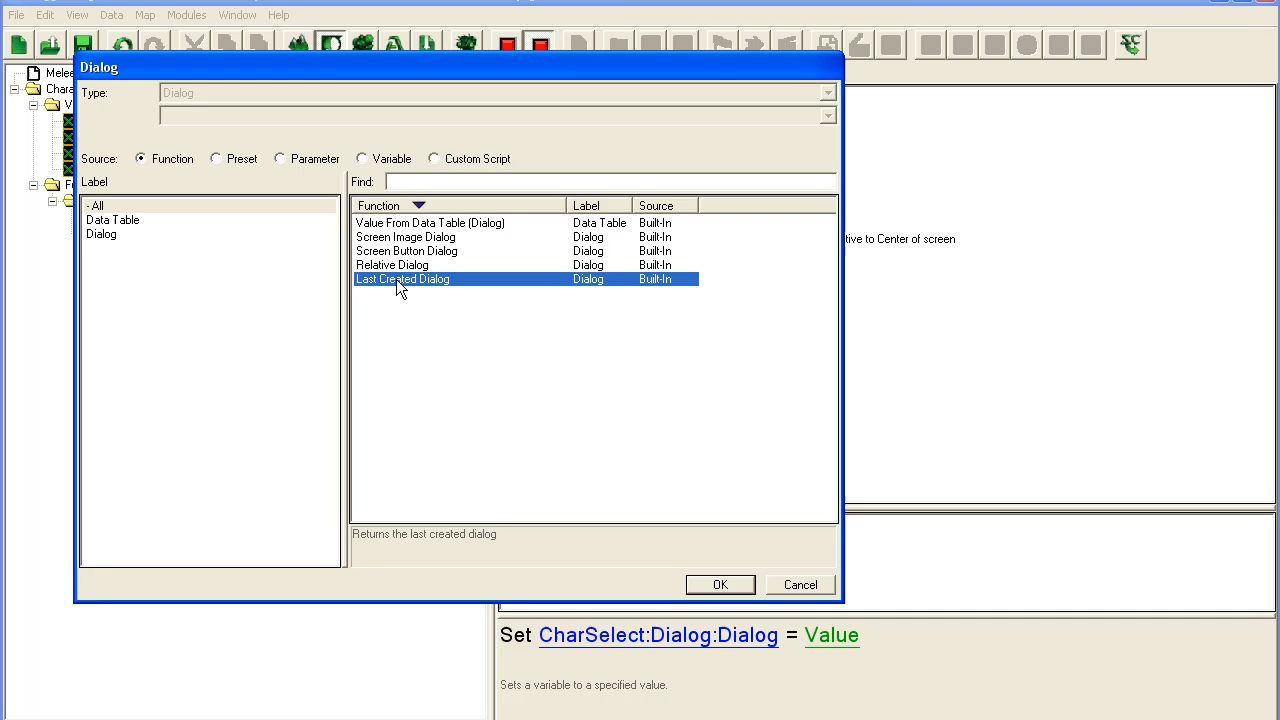 File Edit View Data Map Modules Window Help
Dialog
Type: Dialog
Source: Function Preset Parameter Variable Custom Script
Label
Find:
- All
Data Table
Dialog
Function Label Source
Value From Data Table (Dialog) Data Table Built-In
Screen Image Dialog Dialog Built-In
Screen Button Dialog Dialog Built-In
Relative Dialog Dialog Built-In
Last Created Dialog Dialog Built-In
Returns the last created dialog
OK Cancel
Melee
Chara
V
F
tive to Center of screen
Set CharSelect:Dialog:Dialog = Value
Sets a variable to a specified value.